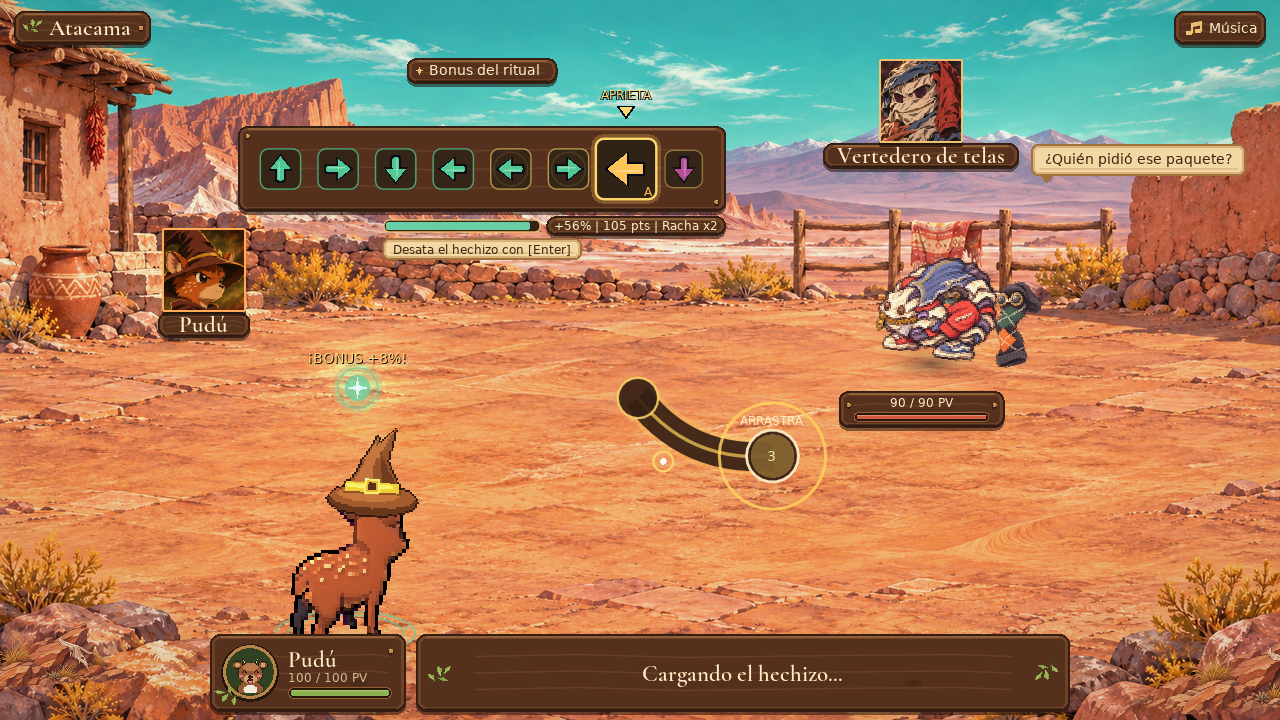 Atacama
Música
Bonus del ritual
APRIETA
A
Vertedero de telas
¿Quién pidió ese paquete?
+56% | 105 pts | Racha x2
Desata el hechizo con [Enter]
Pudú
¡BONUS +8%!
90 / 90 PV
ARRASTRA
3
Pudú
100 / 100 PV
Cargando el hechizo...